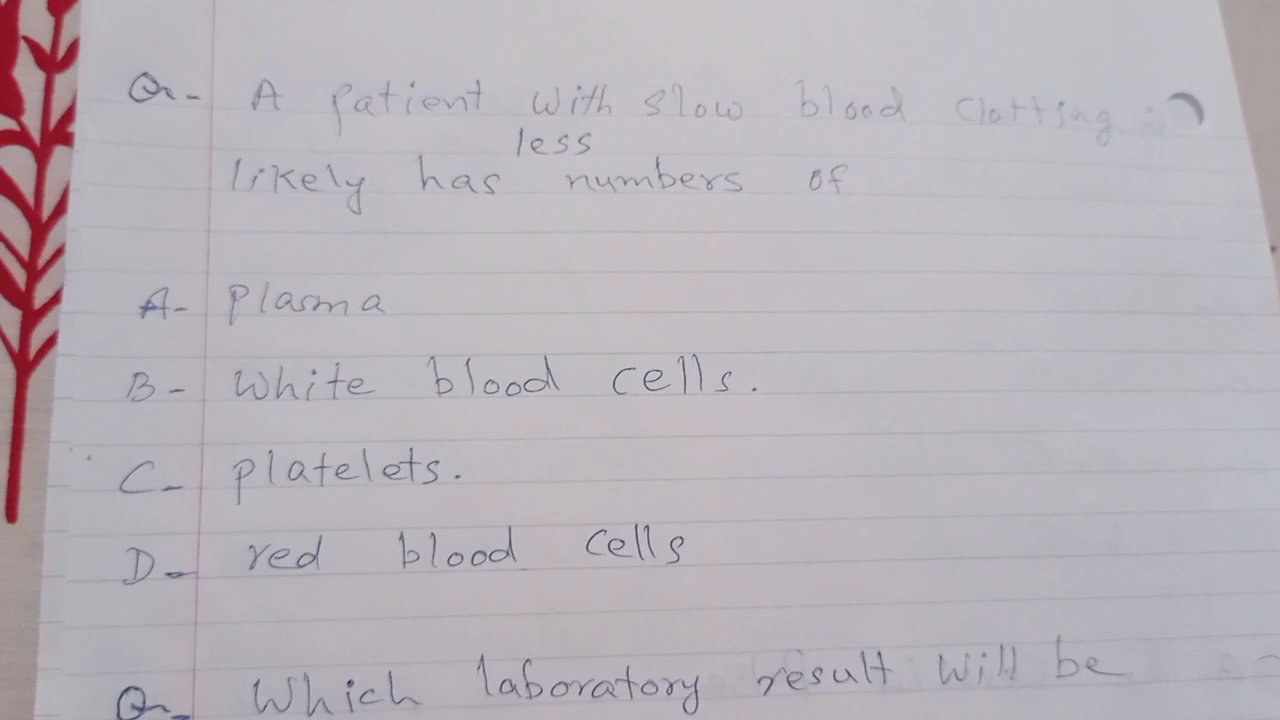 Q- A patient with slow blood clotting
less
likely has numbers of
A- Plasma
B- White blood cells.
C- platelets.
D- red blood cells
Q- Which laboratory result will be